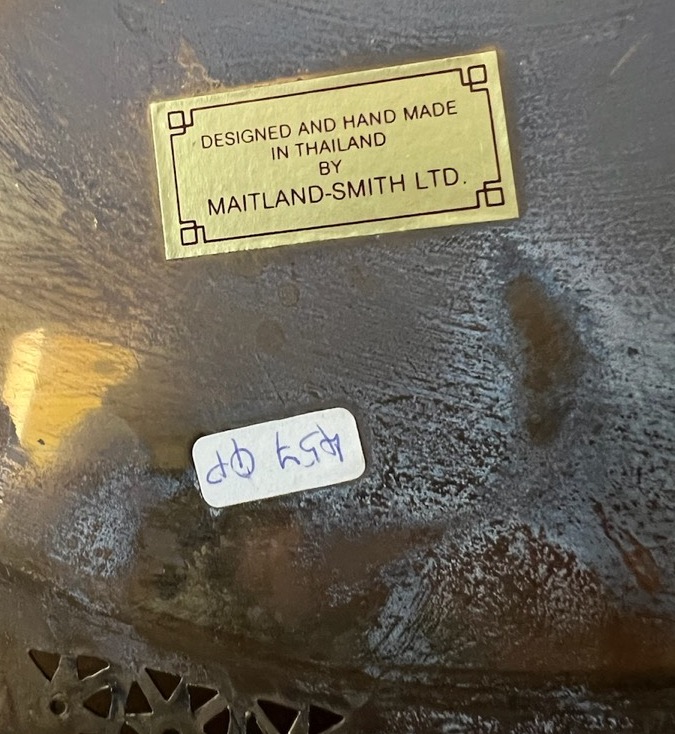 DESIGNED AND HAND MADE
IN THAILAND
BY
MAITLAND-SMITH LTD.